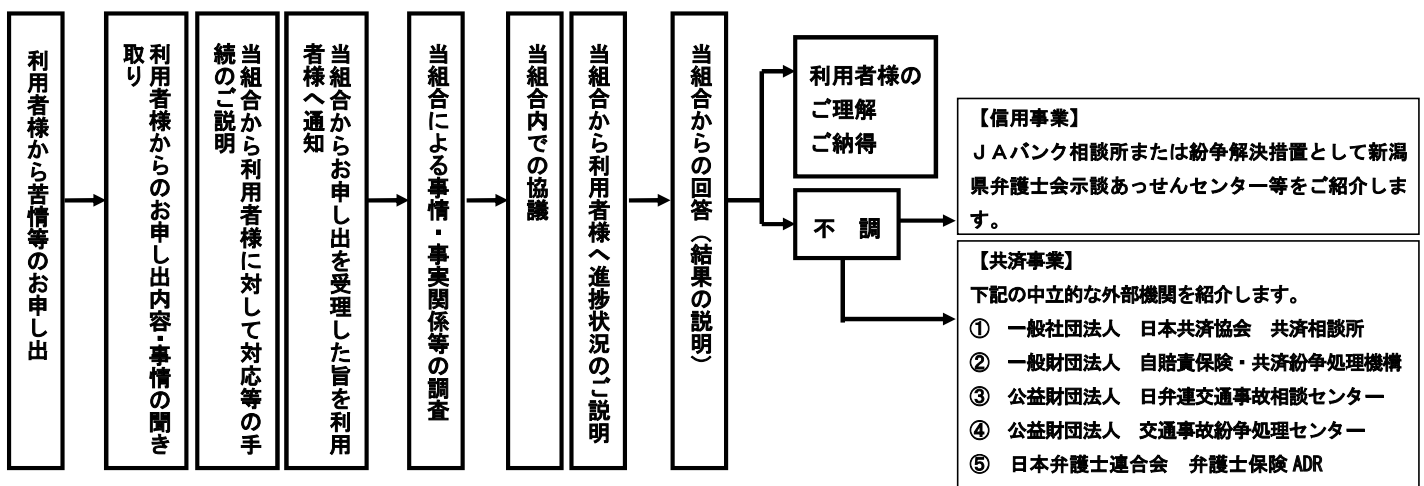 利用者様から苦情等のお申し出
利用者様からのお申し出内容・事情の聞き
取り
当組合から利用者様に対して対応等の手
続のご説明
当組合からお申し出を受理した旨を利用
者様へ通知
当組合による事情・事実関係等の調査
当組合内での協議
当組合から利用者様へ進捗状況のご説明
当組合からの回答（結果の説明）
利用者様の
ご理解
ご納得
不　調
【信用事業】
ＪＡバンク相談所または紛争解決措置として新潟
県弁護士会示談あっせんセンター等をご紹介しま
す。
【共済事業】
下記の中立的な外部機関を紹介します。
①　一般社団法人　日本共済協会　共済相談所
②　一般財団法人　自賠責保険・共済紛争処理機構
③　公益財団法人　日弁連交通事故相談センター
④　公益財団法人　交通事故紛争処理センター
⑤　日本弁護士連合会　弁護士保険 ADR